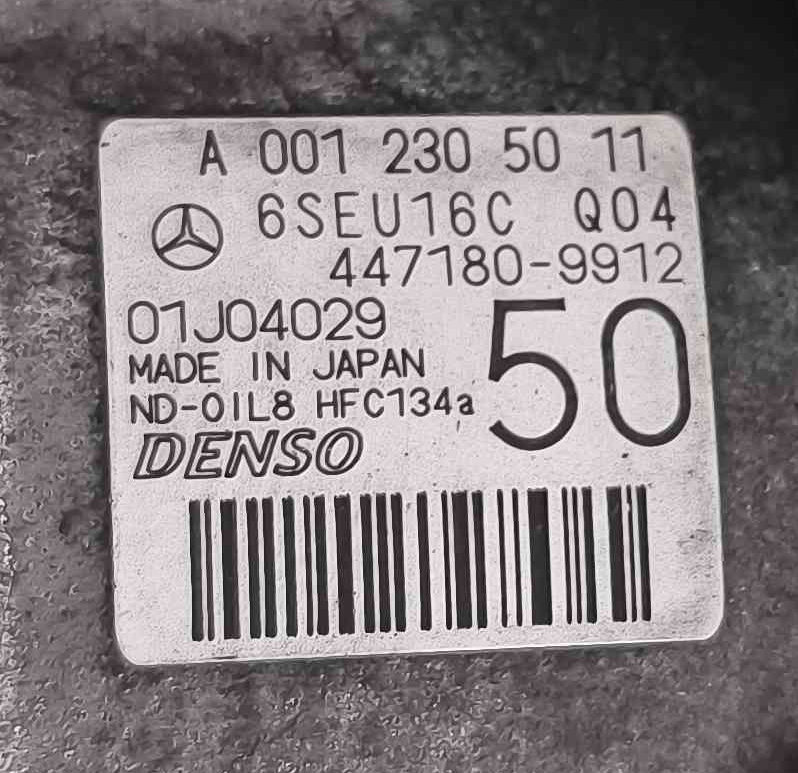 A 001 230 50 11
6SEU16C Q04
447180-9912
01J04029
50
MADE IN JAPAN
ND-OIL8 HFC134a
DENSO